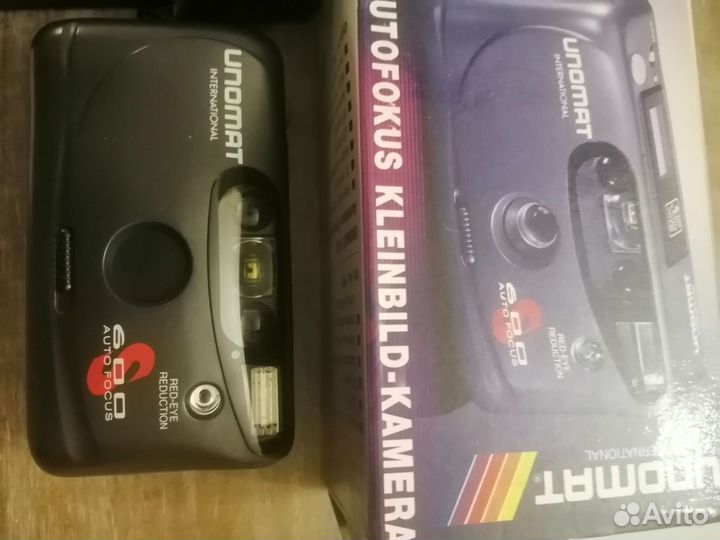 UNOMAT
INTERNATIONAL
600
S
AUTO FOCUS
RED-EYE
REDUCTION
UTOFOKUS KLEINBILD-KAMERA
UNOMAT
INTERNATIONAL
600
S
AUTO FOCUS
RED-EYE
REDUCTION
UNOMAT
UNOMAT®
INTERNATIONAL
Avito